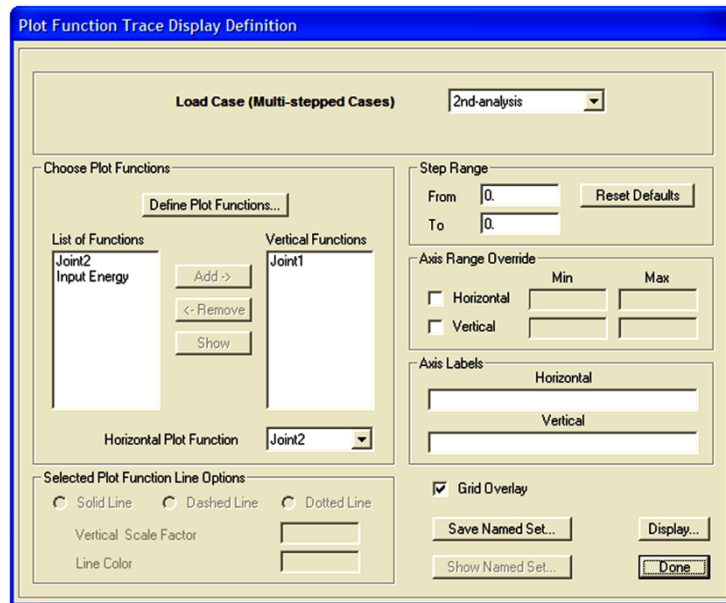 Plot Function Trace Display Definition
Load Case (Multi-stepped Cases) 2nd-analysis
Choose Plot Functions
Define Plot Functions...
List of Functions
Joint2
Input Energy
Add ->
<- Remove
Show
Vertical Functions
Joint1
Horizontal Plot Function Joint2
Step Range
From 0.
To 0.
Reset Defaults
Axis Range Override
Min Max
Horizontal
Vertical
Axis Labels
Horizontal
Vertical
Selected Plot Function Line Options
Solid Line Dashed Line Dotted Line
Vertical Scale Factor
Line Color
Grid Overlay
Save Named Set... Display...
Show Named Set... Done